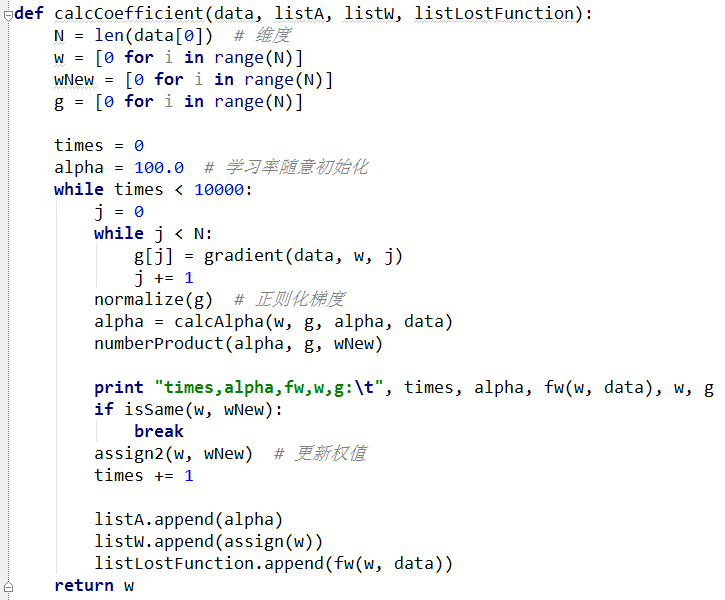 def calcCoefficient(data, listA, listW, listLostFunction):
    N = len(data[0])  # 维度
    w = [0 for i in range(N)]
    wNew = [0 for i in range(N)]
    g = [0 for i in range(N)]

    times = 0
    alpha = 100.0  # 学习率随意初始化
    while times < 10000:
        j = 0
        while j < N:
            g[j] = gradient(data, w, j)
            j += 1
        normalize(g)  # 正则化梯度
        alpha = calcAlpha(w, g, alpha, data)
        numberProduct(alpha, g, wNew)

        print "times,alpha,fw,w,g:\t", times, alpha, fw(w, data), w, g
        if isSame(w, wNew):
            break
        assign2(w, wNew)  # 更新权值
        times += 1

        listA.append(alpha)
        listW.append(assign(w))
        listLostFunction.append(fw(w, data))
    return w